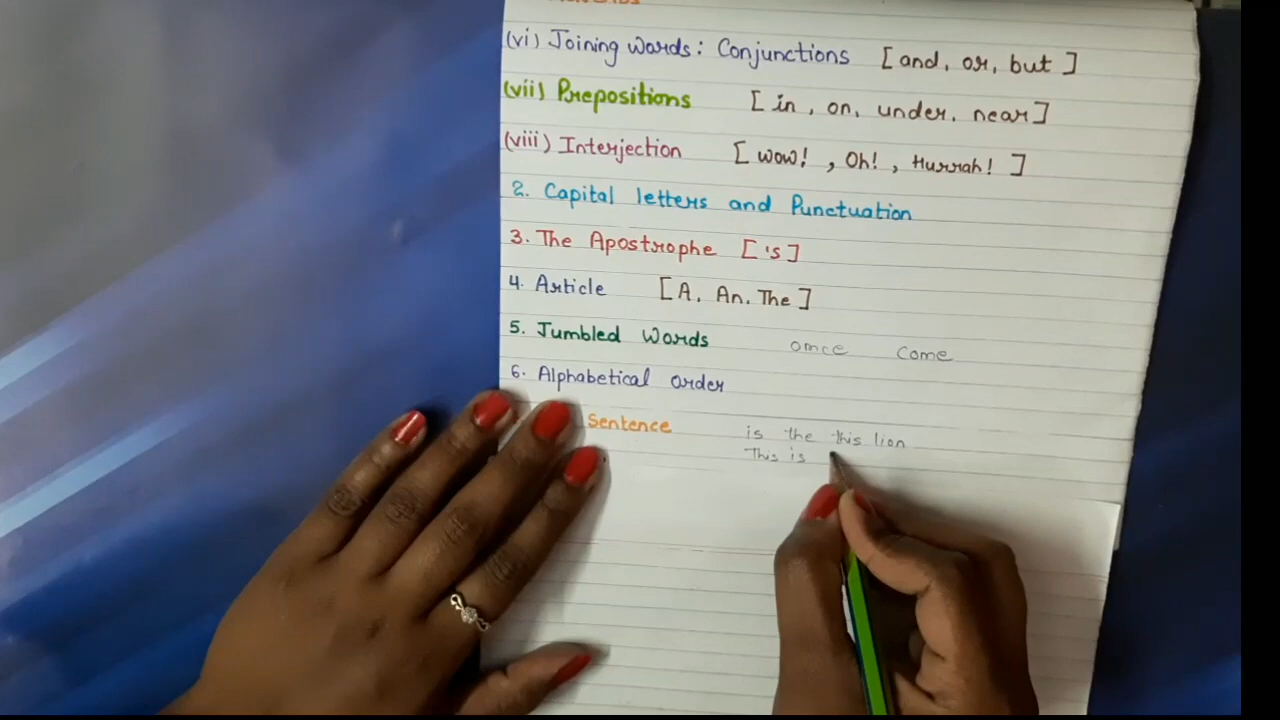 (vi) Joining words: Conjunctions [and, or, but]
(vii) Prepositions [in, on, under, near]
(viii) Interjection [wow!, Oh!, Hurrah!]
2. Capital letters and Punctuation
3. The Apostrophe ['s]
4. Article [A, An, The]
5. Jumbled Words omce come
6. Alphabetical order
Sentence is the this lion
This is